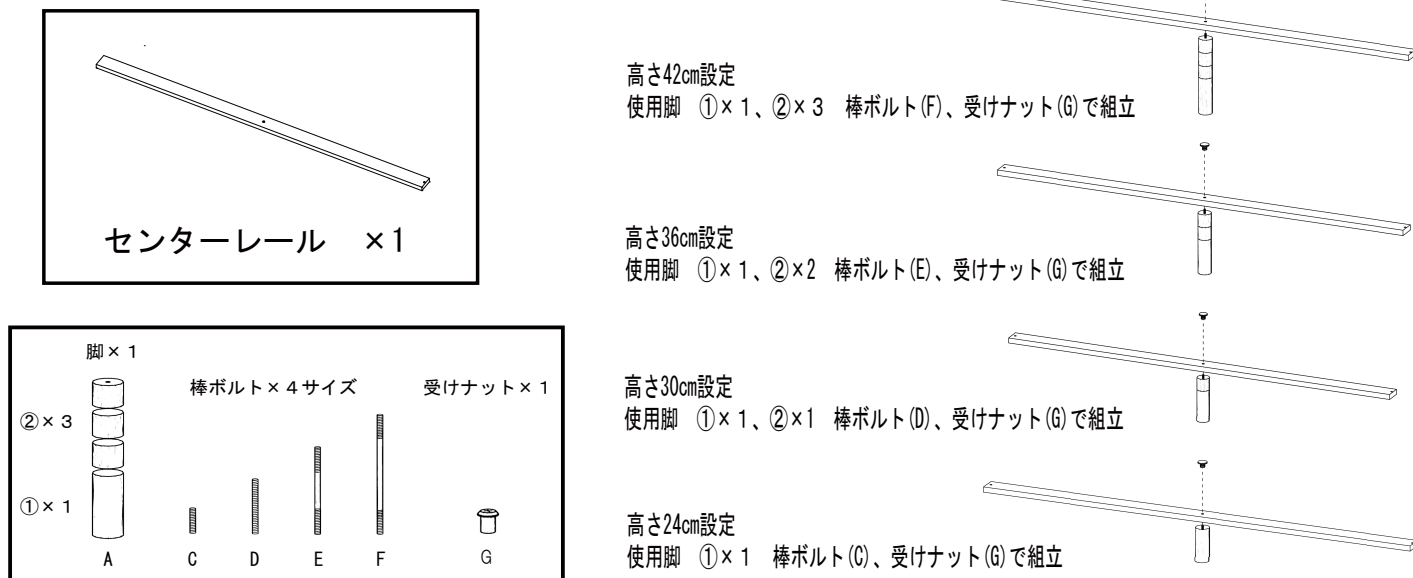 センターレール　×1
脚×１
棒ボルト×４サイズ
受けナット×１
②×３
①×１
A
C
D
E
F
G
高さ42cm設定
使用脚　①×１、②×３　棒ボルト(F)、受けナット(G)で組立
高さ36cm設定
使用脚　①×１、②×2　棒ボルト(E)、受けナット(G)で組立
高さ30cm設定
使用脚　①×１、②×1　棒ボルト(D)、受けナット(G)で組立
高さ24cm設定
使用脚　①×１　棒ボルト(C)、受けナット(G)で組立